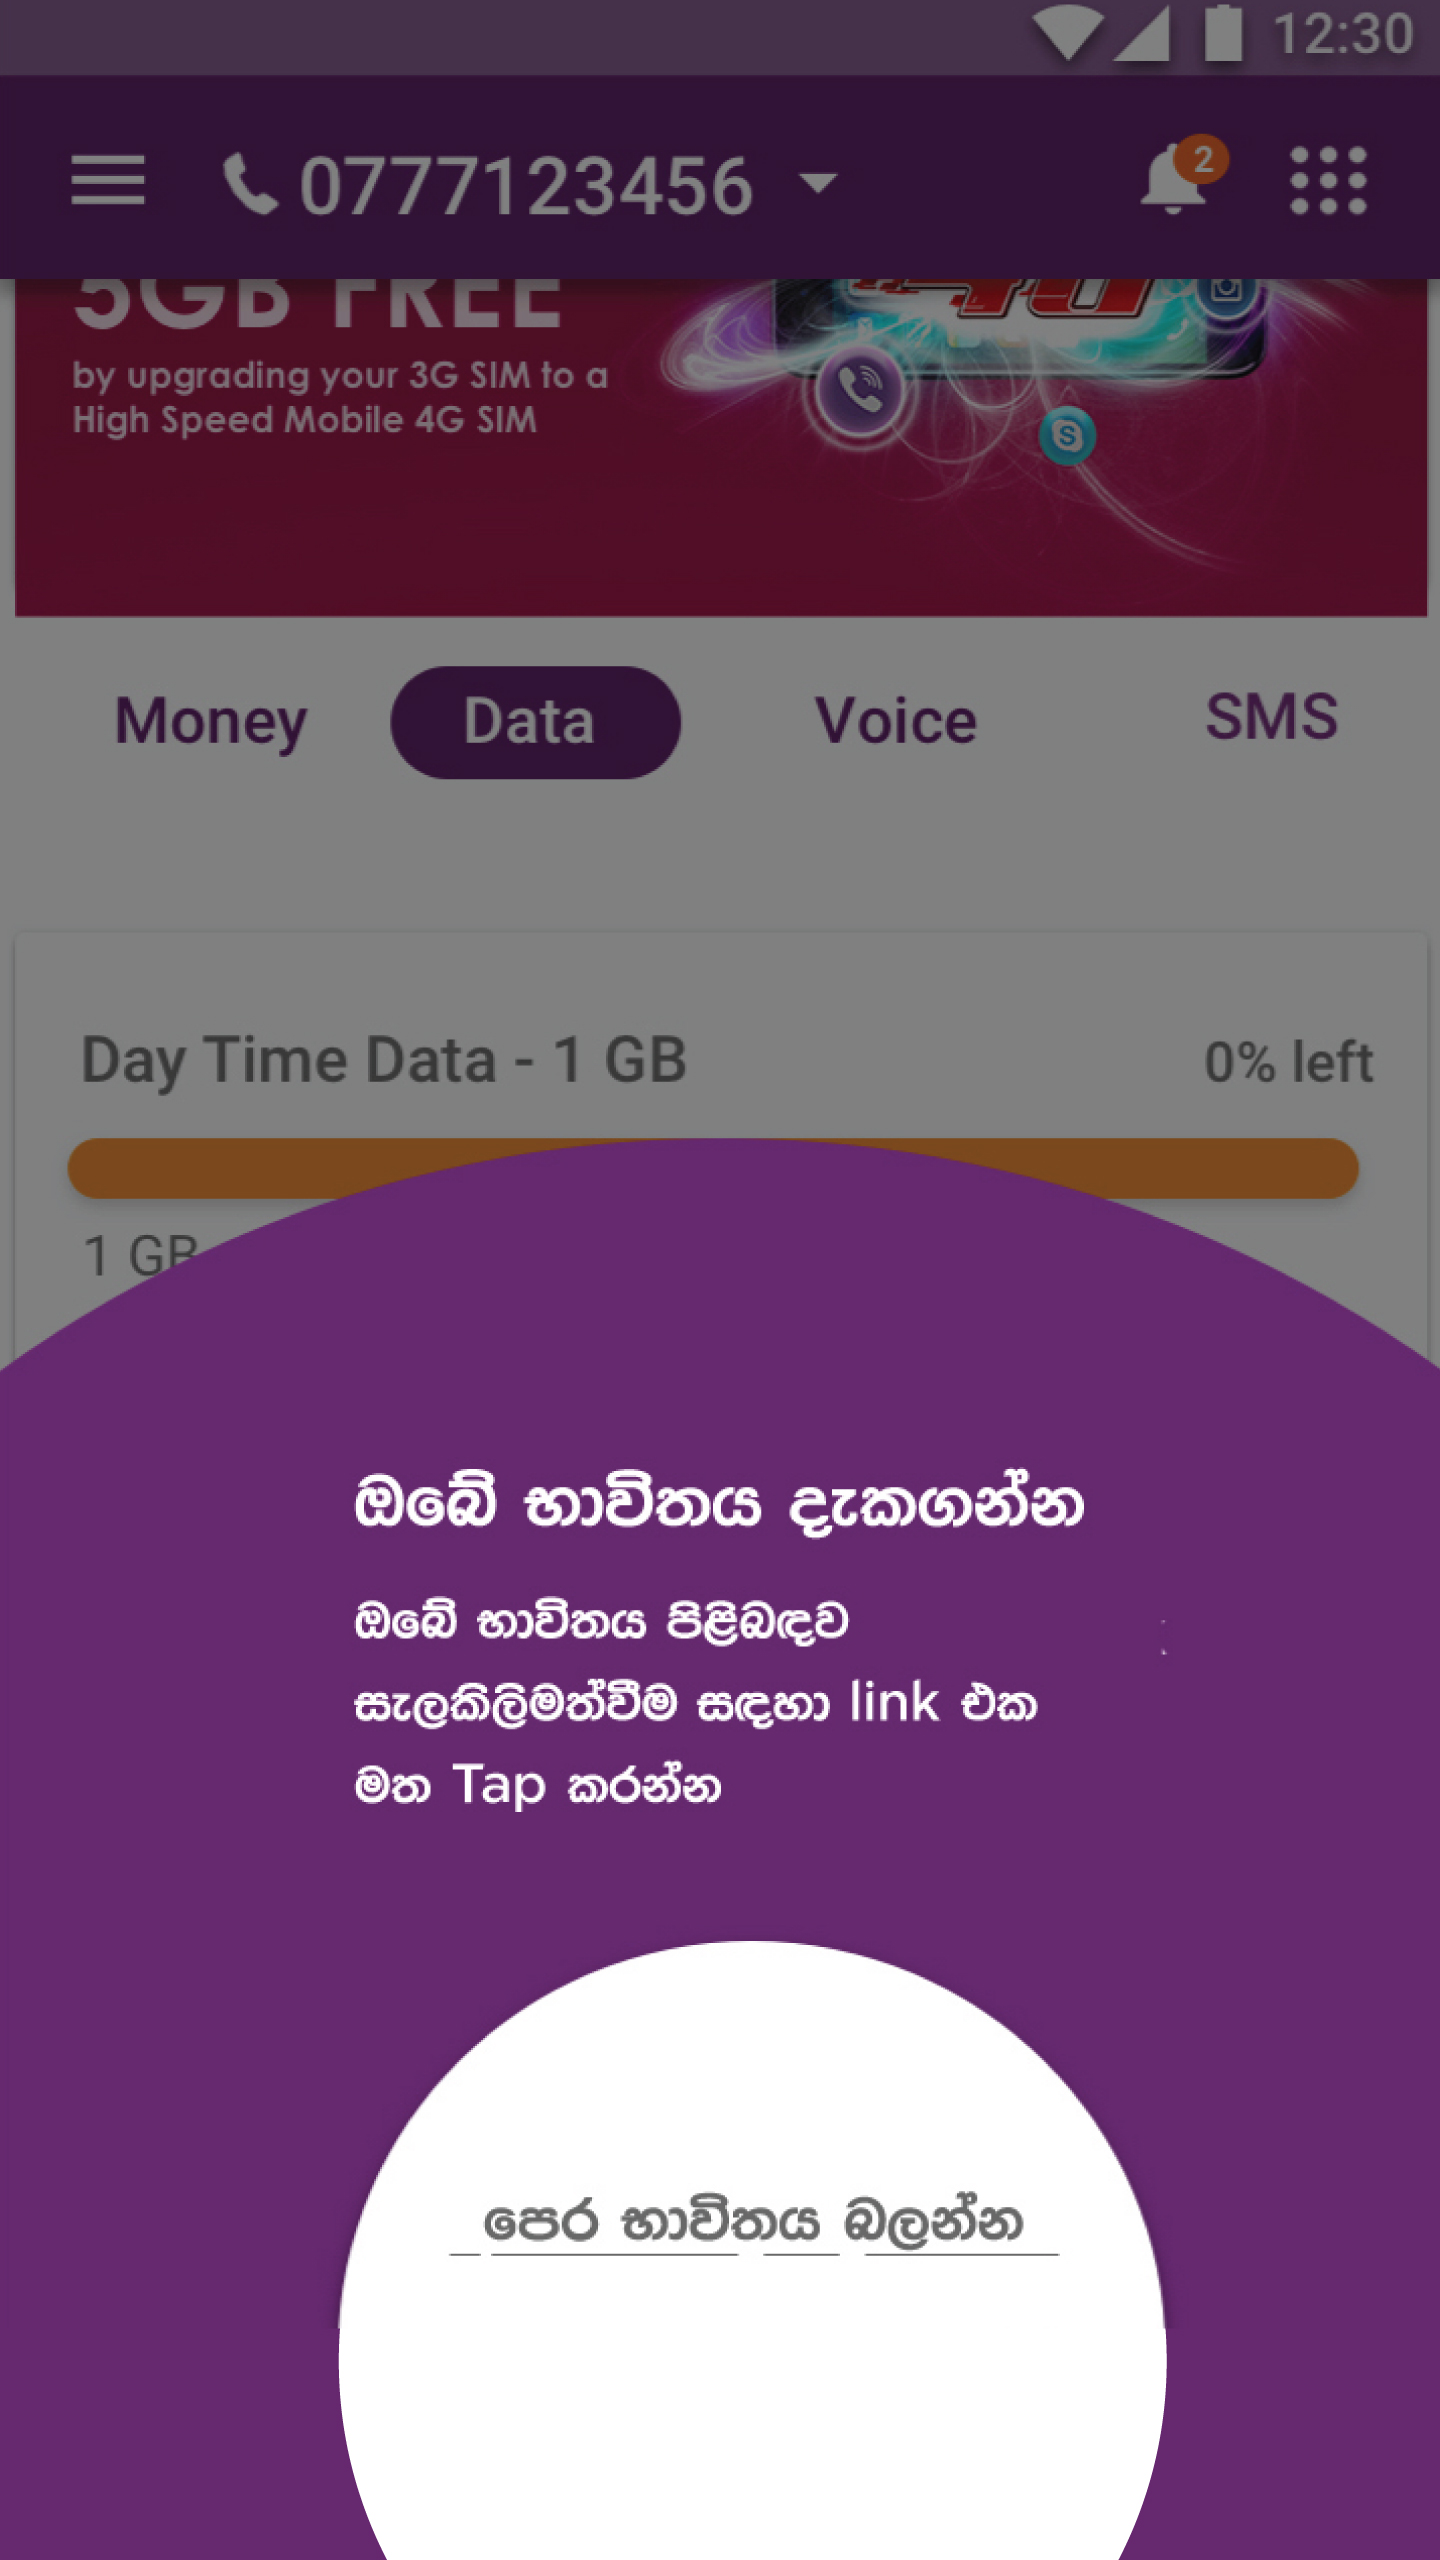 12:30
0777123456
2
5GB FREE
by upgrading your 3G SIM to a
High Speed Mobile 4G SIM
Money Data Voice SMS
Day Time Data - 1 GB 0% left
1 GB
ඔබේ භාවිතය දැකගන්න
ඔබේ භාවිතය පිළිබඳව
සැලකිලිමත්වීම සඳහා link එක
මත Tap කරන්න
පෙර භාවිතය බලන්න